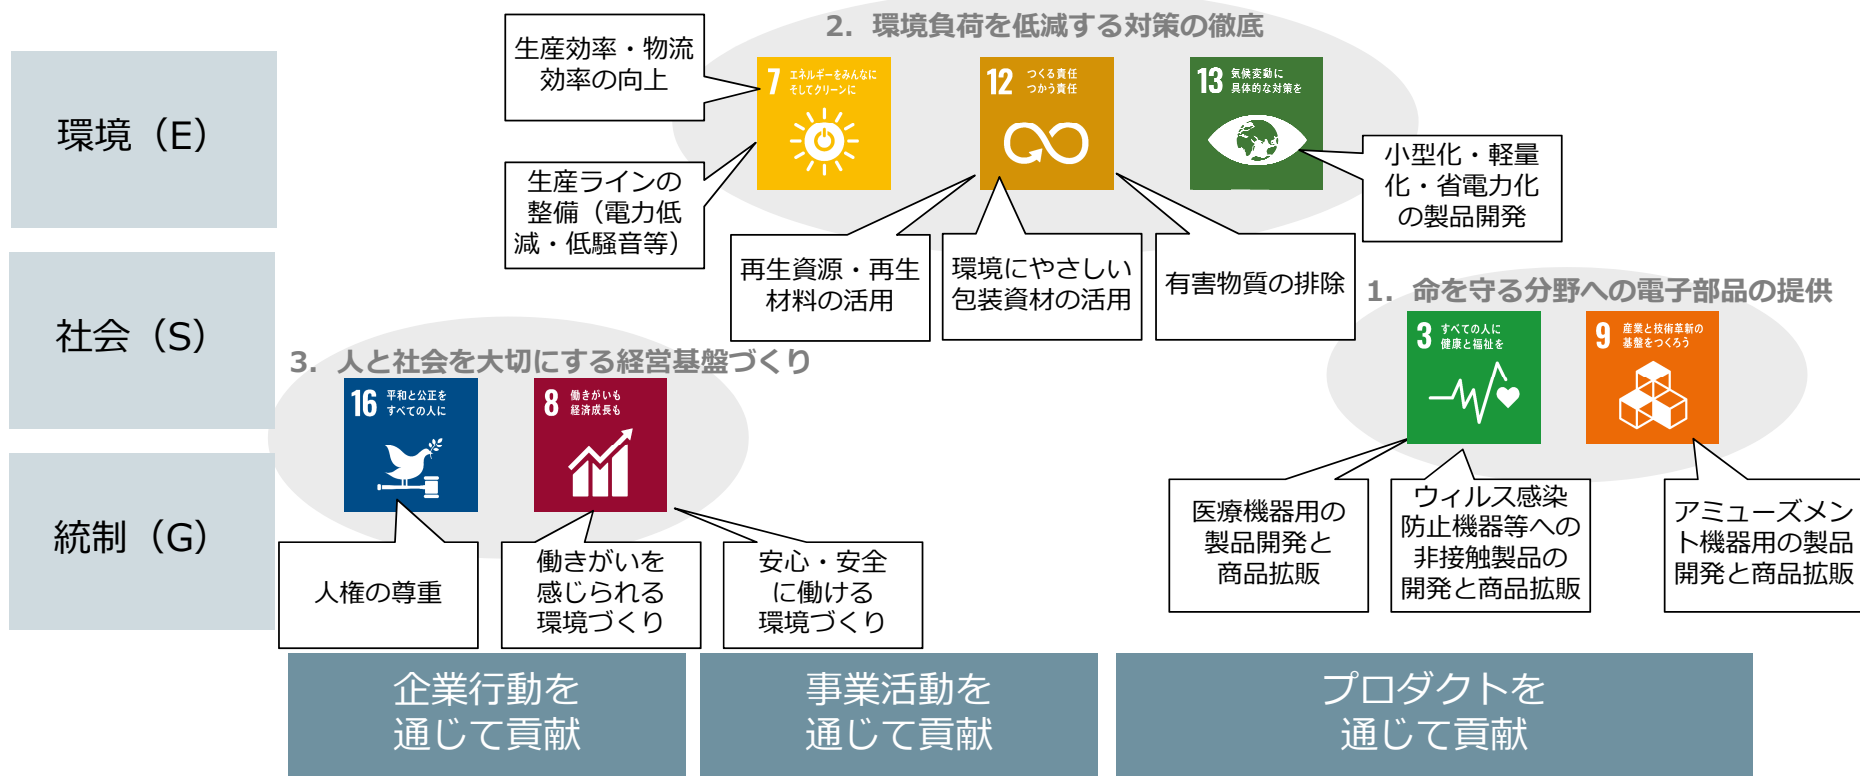 環境（E）
社会（S）
統制（G）
2. 環境負荷を低減する対策の徹底
生産効率・物流
効率の向上
7 エネルギーをみんなに
そしてクリーンに
12 つくる責任
つかう責任
13 気候変動に
具体的な対策を
生産ラインの
整備（電力低
減・低騒音等）
再生資源・再生
材料の活用
環境にやさしい
包装資材の活用
有害物質の排除
小型化・軽量
化・省電力化
の製品開発
1. 命を守る分野への電子部品の提供
3 すべての人に
健康と福祉を
9 産業と技術革新の
基盤をつくろう
医療機器用の
製品開発と
商品拡販
ウィルス感染
防止機器等への
非接触製品の
開発と商品拡販
アミューズメン
ト機器用の製品
開発と商品拡販
3. 人と社会を大切にする経営基盤づくり
16 平和と公正を
すべての人に
8 働きがいも
経済成長も
人権の尊重
働きがいを
感じられる
環境づくり
安心・安全
に働ける
環境づくり
企業行動を
通じて貢献
事業活動を
通じて貢献
プロダクトを
通じて貢献